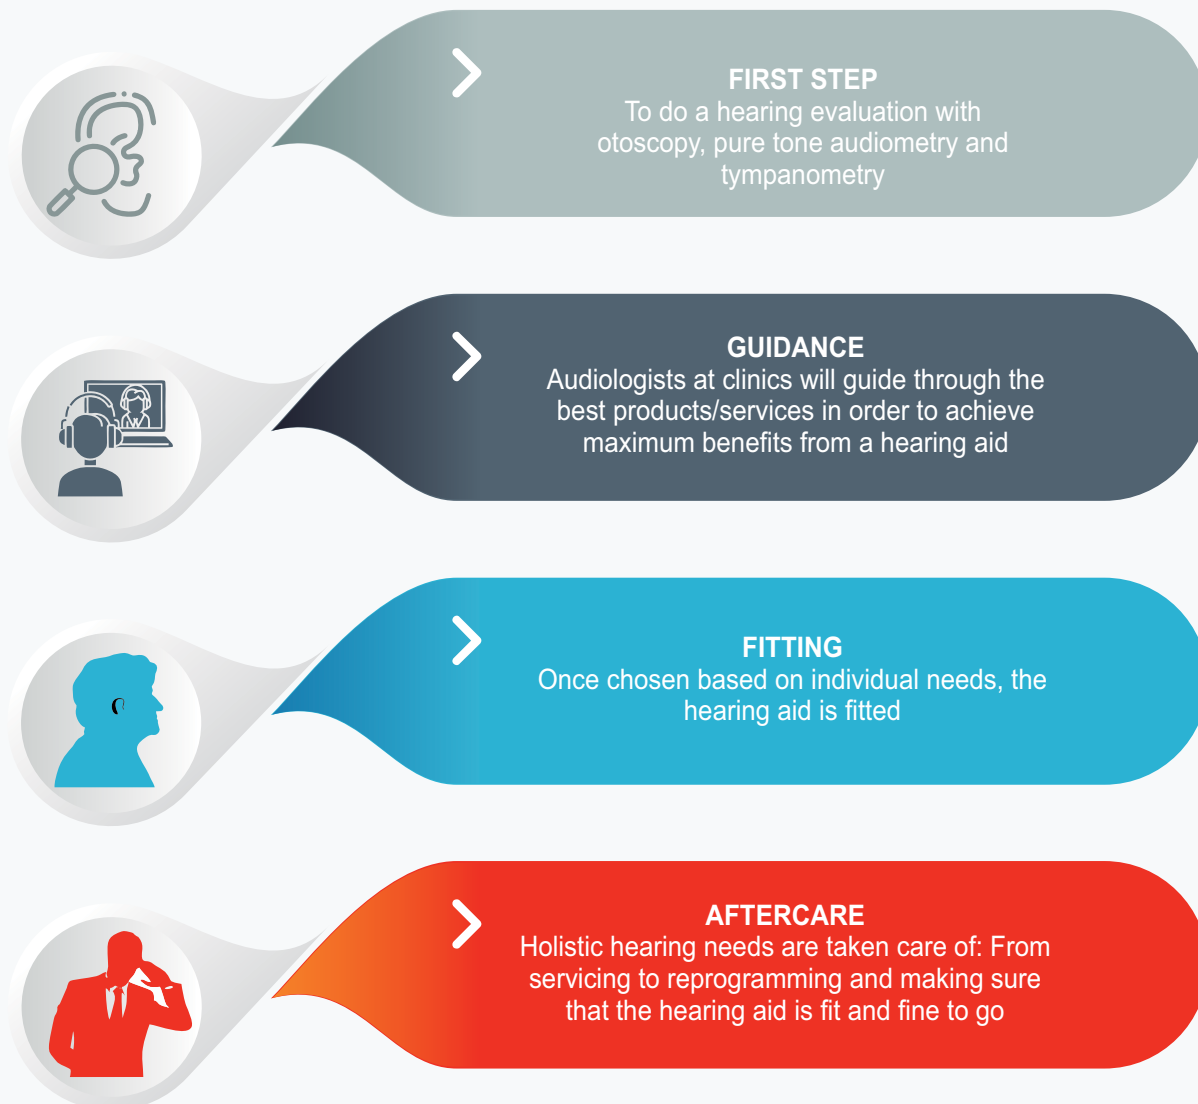 FIRST STEP
To do a hearing evaluation with
otoscopy, pure tone audiometry and
tympanometry
GUIDANCE
Audiologists at clinics will guide through the
best products/services in order to achieve
maximum benefits from a hearing aid
FITTING
Once chosen based on individual needs, the
hearing aid is fitted
AFTERCARE
Holistic hearing needs are taken care of: From
servicing to reprogramming and making sure
that the hearing aid is fit and fine to go